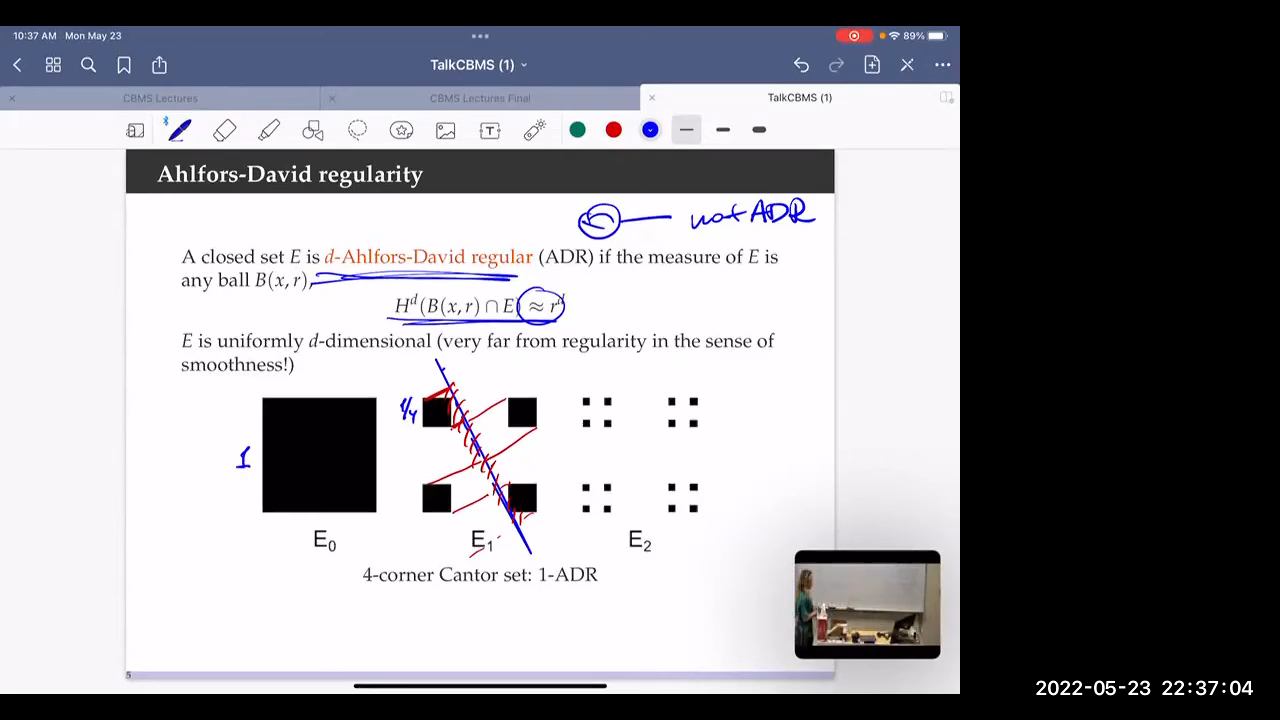 10:37 AM Mon May 23
89%
TalkCBMS (1)
CBMS Lectures
CBMS Lectures Final
TalkCBMS (1)
Ahlfors-David regularity
not ADR
A closed set E is d-Ahlfors-David regular (ADR) if the measure of E is
any ball B(x, r),
H^d(B(x, r) ∩ E) ≈ r^d
E is uniformly d-dimensional (very far from regularity in the sense of
smoothness!)
1/4
1
E₀
E₁
E₂
4-corner Cantor set: 1-ADR
5
2022-05-23 22:37:04